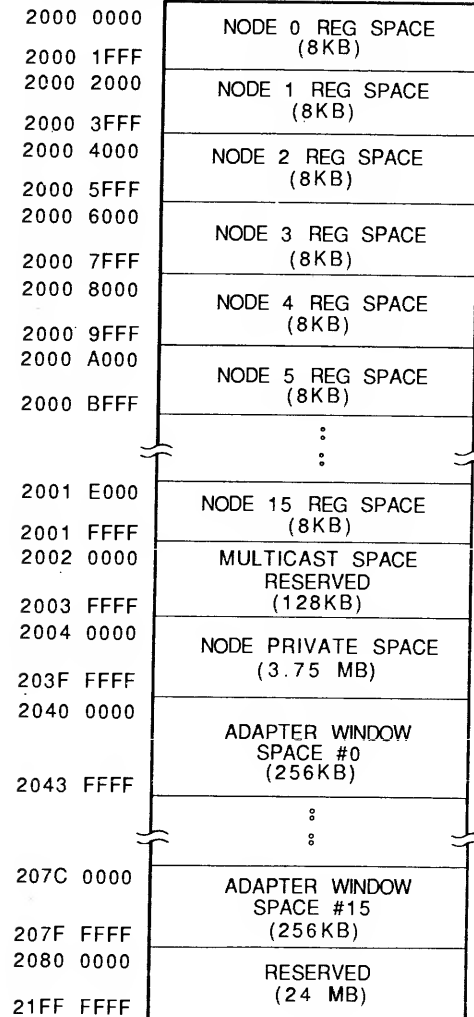 2000 0000
NODE 0 REG SPACE
(8KB)
2000 1FFF
2000 2000
NODE 1 REG SPACE
(8KB)
2000 3FFF
2000 4000
NODE 2 REG SPACE
(8KB)
2000 5FFF
2000 6000
NODE 3 REG SPACE
(8KB)
2000 7FFF
2000 8000
NODE 4 REG SPACE
(8KB)
2000 9FFF
2000 A000
NODE 5 REG SPACE
(8KB)
2000 BFFF
2001 E000
NODE 15 REG SPACE
(8KB)
2001 FFFF
2002 0000
MULTICAST SPACE
RESERVED
(128KB)
2003 FFFF
2004 0000
NODE PRIVATE SPACE
(3.75 MB)
203F FFFF
2040 0000
ADAPTER WINDOW
SPACE #0
(256KB)
2043 FFFF
207C 0000
ADAPTER WINDOW
SPACE #15
(256KB)
207F FFFF
2080 0000
RESERVED
(24 MB)
21FF FFFF